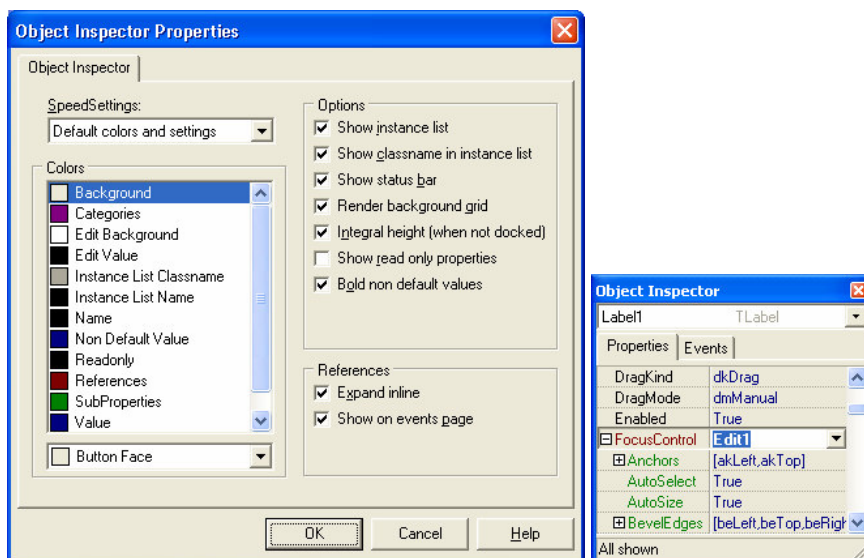 Object Inspector Properties
Object Inspector
SpeedSettings:
Default colors and settings
Colors
Background
Categories
Edit Background
Edit Value
Instance List Classname
Instance List Name
Name
Non Default Value
Readonly
References
SubProperties
Value
Button Face
Options
Show instance list
Show classname in instance list
Show status bar
Render background grid
Integral height (when not docked)
Show read only properties
Bold non default values
References
Expand inline
Show on events page
OK Cancel Help
Object Inspector
Label1 TLabel
Properties Events
DragKind dkDrag
DragMode dmManual
Enabled True
FocusControl Edit1
Anchors [akLeft,akTop]
AutoSelect True
AutoSize True
BevelEdges [beLeft,beTop,beRigh
All shown